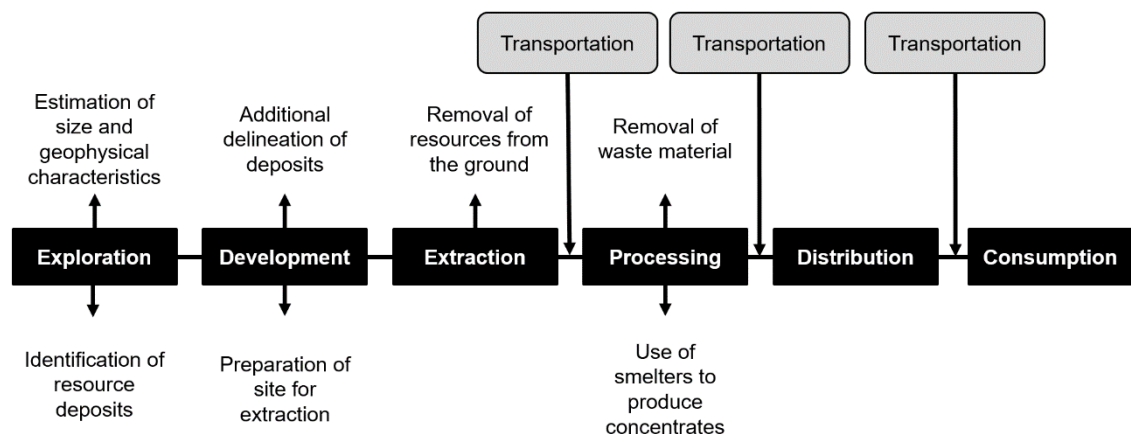 Transportation
Transportation
Transportation
Estimation of
size and
geophysical
characteristics
Additional
delineation of
deposits
Removal of
resources from
the ground
Removal of
waste material
Exploration
Development
Extraction
Processing
Distribution
Consumption
Identification of
resource
deposits
Preparation of
site for
extraction
Use of
smelters to
produce
concentrates